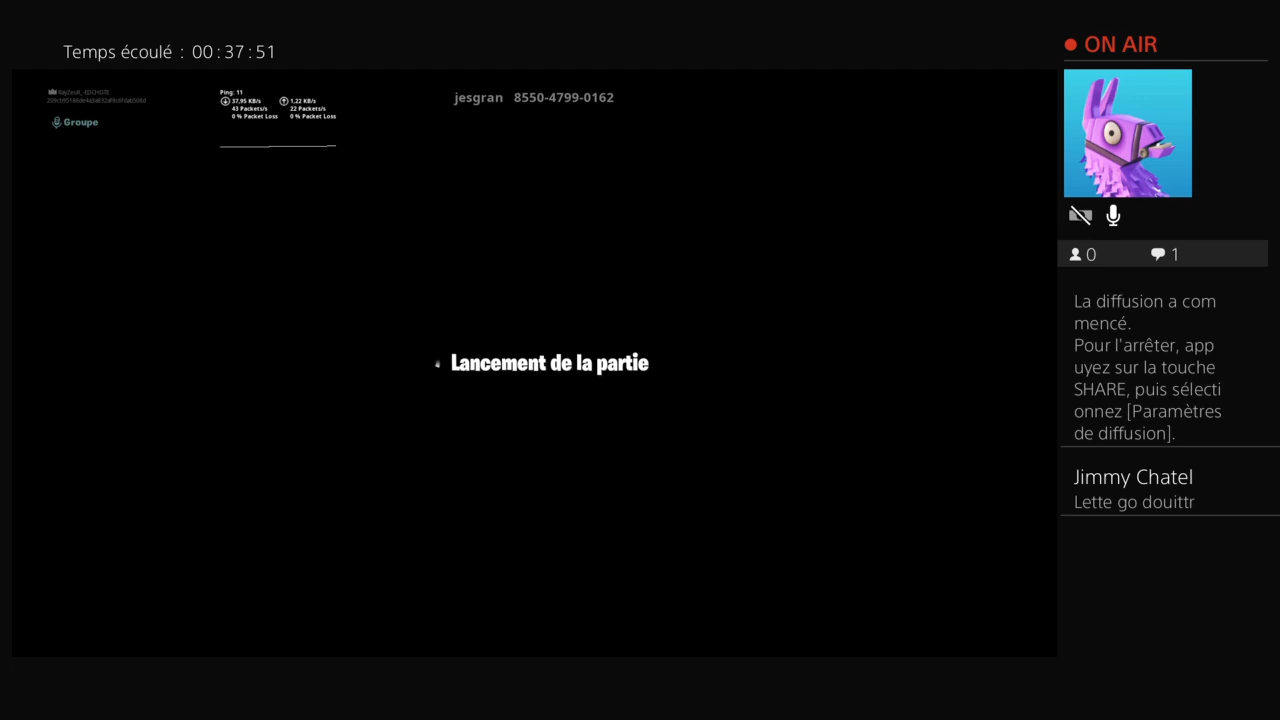 Temps écoulé : 00:37:51
ON AIR
Ping: 11
37,95 KB/s 1,22 KB/s
43 Packets/s 22 Packets/s
0 % Packet Loss 0 % Packet Loss
jesgran 8550-4799-0162
Groupe
0 1
La diffusion a com
mencé.
Pour l'arrêter, app
uyez sur la touche
SHARE, puis sélecti
onnez [Paramètres
de diffusion].
Lancement de la partie
Jimmy Chatel
Lette go douittr